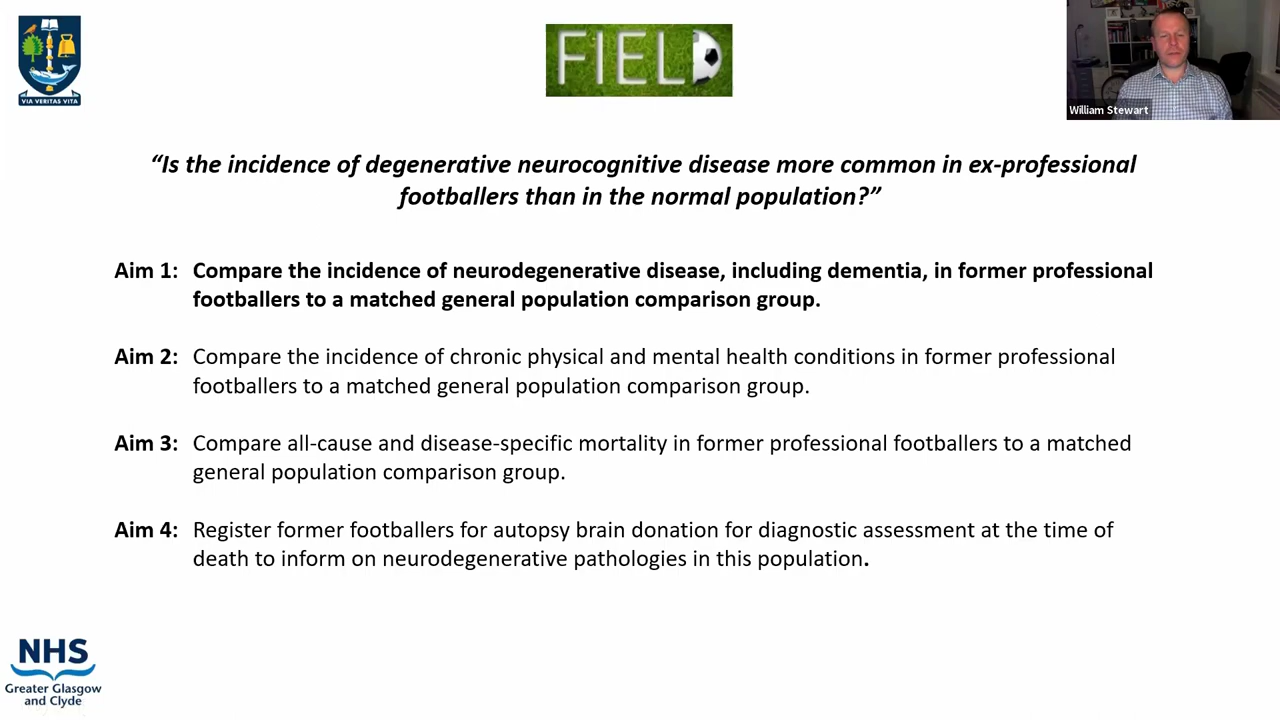 VIA VERITAS VITA
FIELD
William Stewart
“Is the incidence of degenerative neurocognitive disease more common in ex-professional
footballers than in the normal population?”
Aim 1: Compare the incidence of neurodegenerative disease, including dementia, in former professional
footballers to a matched general population comparison group.
Aim 2: Compare the incidence of chronic physical and mental health conditions in former professional
footballers to a matched general population comparison group.
Aim 3: Compare all-cause and disease-specific mortality in former professional footballers to a matched
general population comparison group.
Aim 4: Register former footballers for autopsy brain donation for diagnostic assessment at the time of
death to inform on neurodegenerative pathologies in this population.
NHS
Greater Glasgow
and Clyde